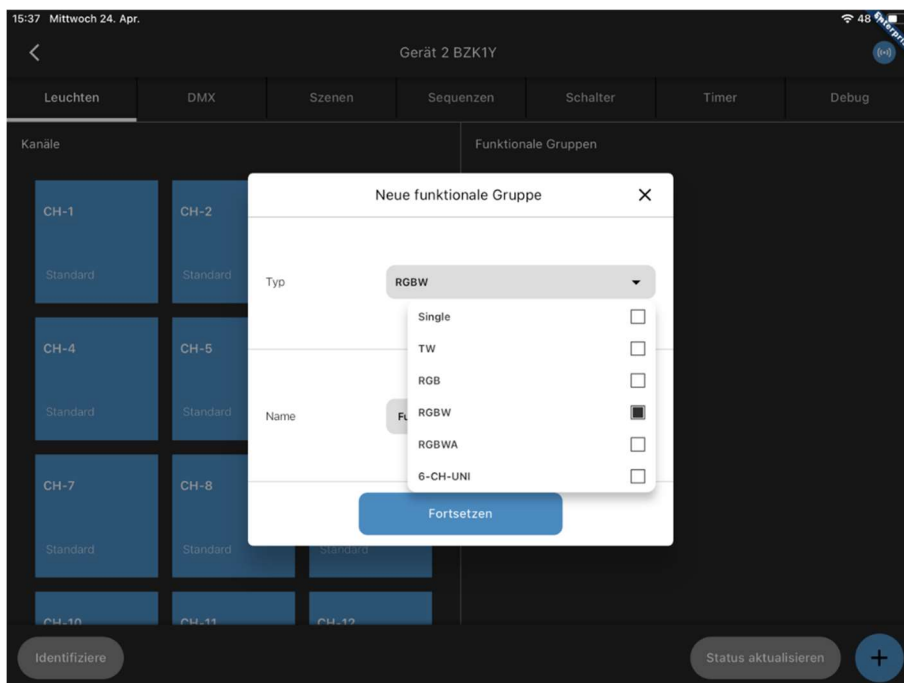 15:37 Mittwoch 24. Apr.
48
Enterpri
Gerät 2 BZK1Y
Leuchten DMX Szenen Sequenzen Schalter Timer Debug
Kanäle
Funktionale Gruppen
Neue funktionale Gruppe
CH-1 CH-2
Standard Standard
Typ RGBW
Single
TW
RGB
RGBW
RGBWA
6-CH-UNI
CH-4 CH-5
Standard Standard
Name Fu
CH-7 CH-8
Fortsetzen
Standard Standard Standard
CH-10 CH-11 CH-12
Identifiziere
Status aktualisieren
+